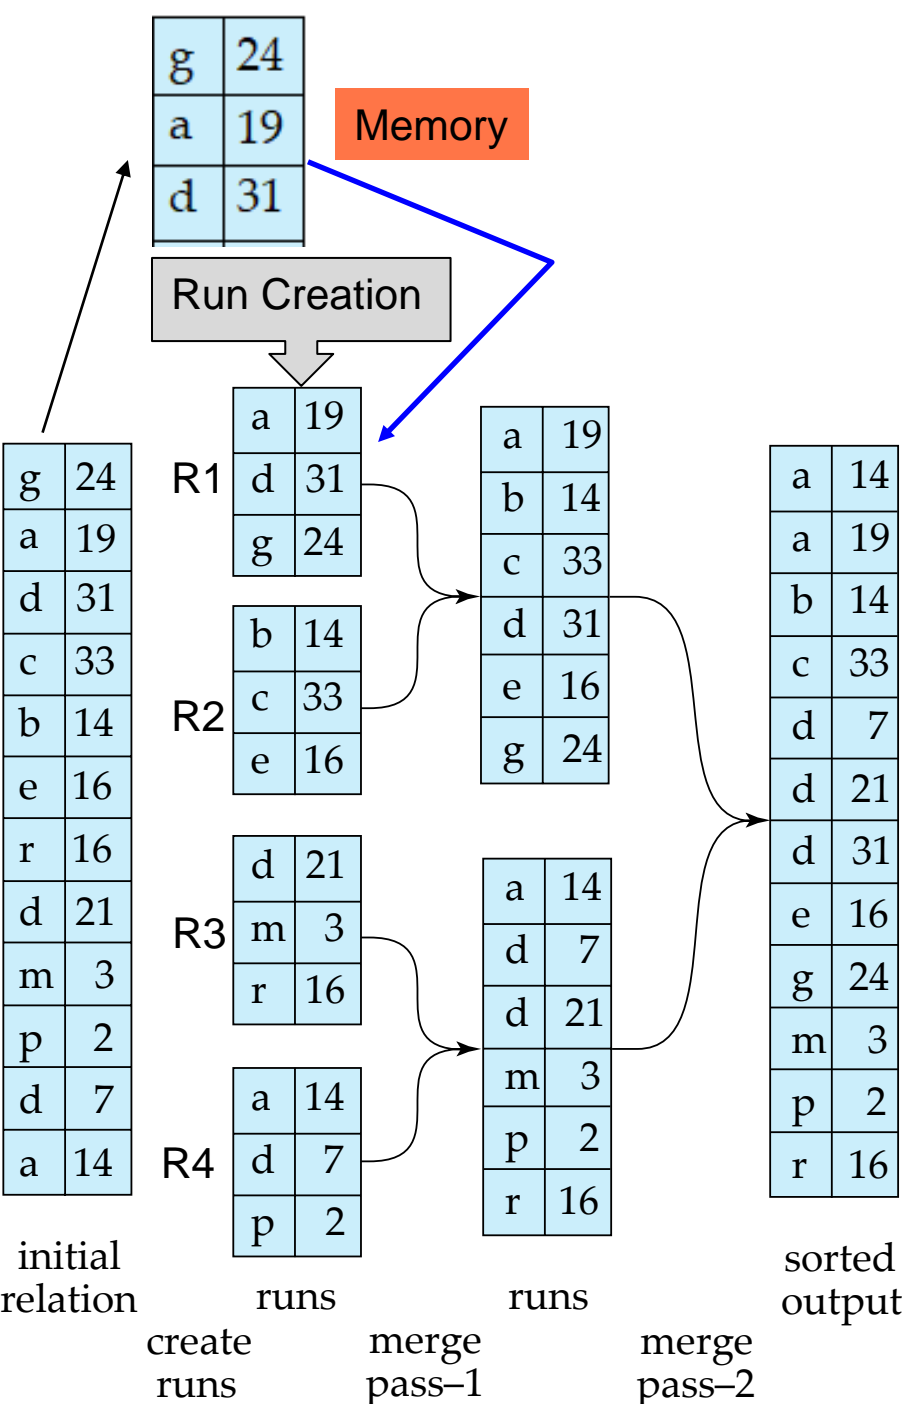 g 24
a 19
d 31
Memory
Run Creation
g 24
a 19
d 31
c 33
b 14
e 16
r 16
d 21
m 3
p 2
d 7
a 14
initial
relation
R1
a 19
d 31
g 24
R2
b 14
c 33
e 16
R3
d 21
m 3
r 16
R4
a 14
d 7
p 2
runs
create
runs
a 19
b 14
c 33
d 31
e 16
g 24
a 14
d 7
d 21
m 3
p 2
r 16
runs
merge
pass–1
merge
pass–2
a 14
a 19
b 14
c 33
d 7
d 21
d 31
e 16
g 24
m 3
p 2
r 16
sorted
output